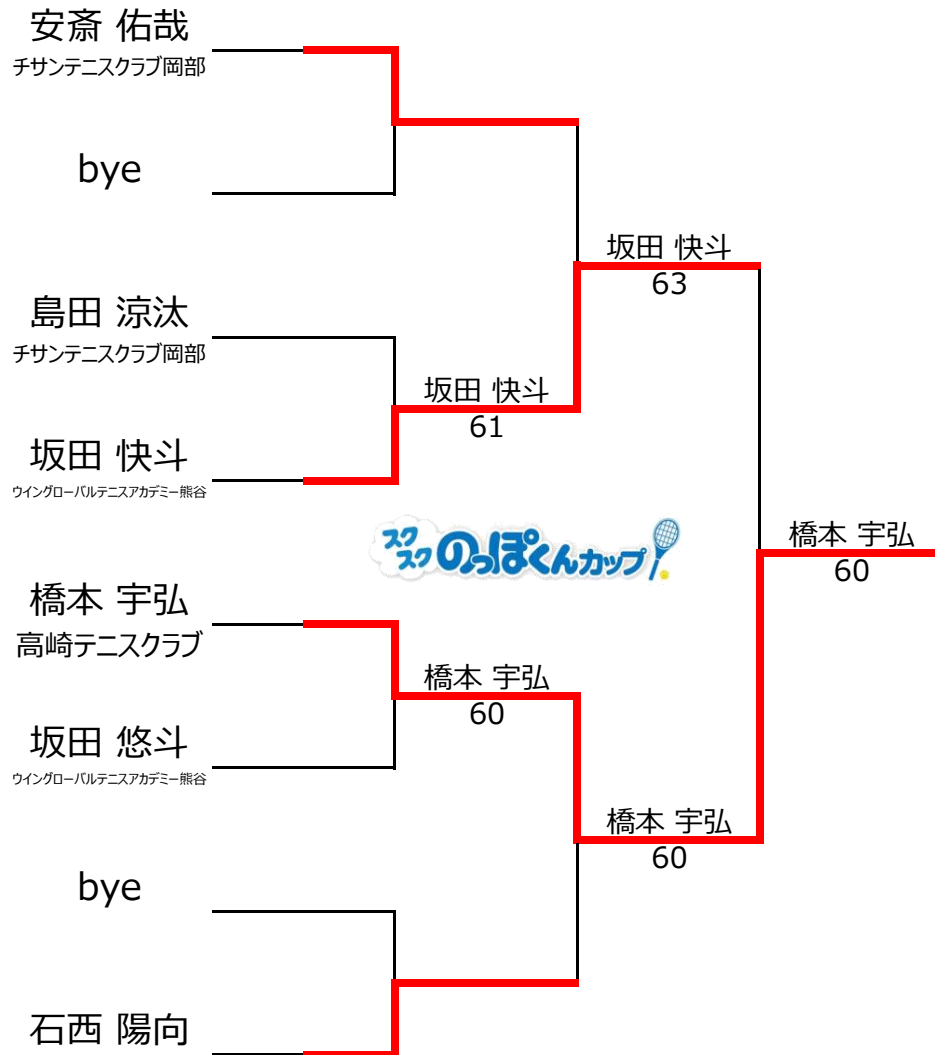 安斎 佑哉
チサンテニスクラブ岡部
bye
坂田 快斗
63
島田 涼汰
チサンテニスクラブ岡部
坂田 快斗
61
坂田 快斗
ウイングローバルテニスアカデミー熊谷
スクスクのっぽくんカップ
橋本 宇弘
60
橋本 宇弘
高崎テニスクラブ
橋本 宇弘
60
坂田 悠斗
ウイングローバルテニスアカデミー熊谷
橋本 宇弘
60
bye
石西 陽向